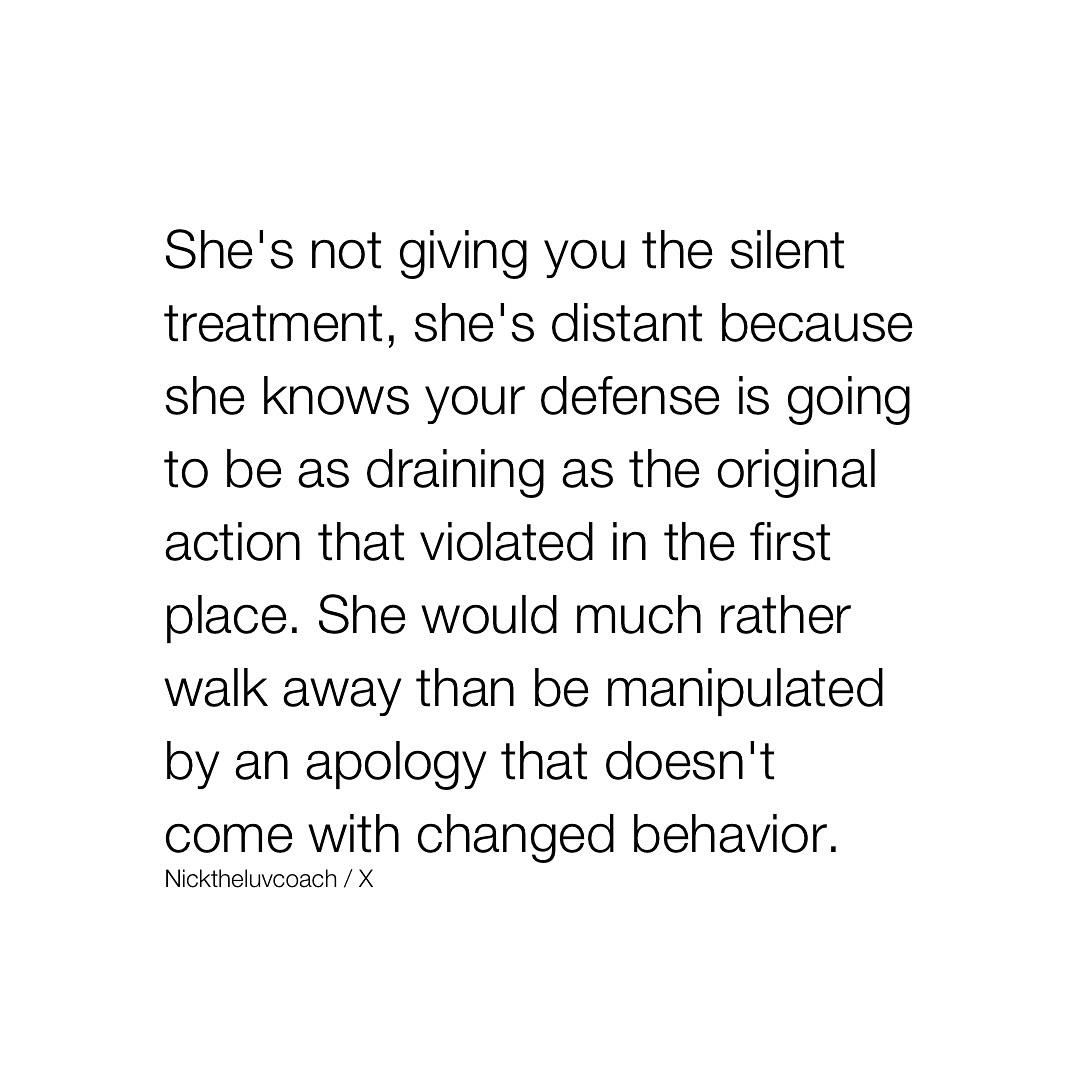 She's not giving you the silent
treatment, she's distant because
she knows your defense is going
to be as draining as the original
action that violated in the first
place. She would much rather
walk away than be manipulated
by an apology that doesn't
come with changed behavior.
Nicktheluvcoach / X